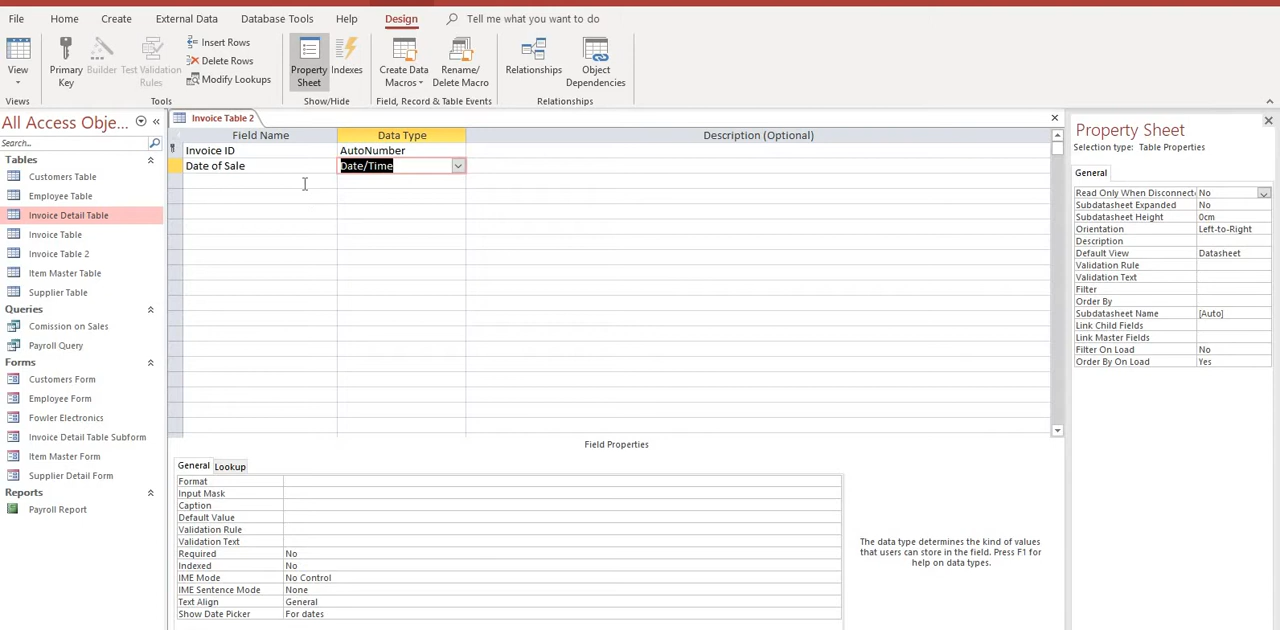 File Home Create External Data Database Tools Help Design Tell me what you want to do
View
Primary Key
Builder
Test Validation Rules
Insert Rows
Delete Rows
Modify Lookups
Property Sheet
Indexes
Create Data Macros
Rename/ Delete Macro
Relationships
Object Dependencies
Views Tools Show/Hide Field, Record & Table Events Relationships
All Access Obje...
Search...
Tables
Customers Table
Employee Table
Invoice Detail Table
Invoice Table
Invoice Table 2
Item Master Table
Supplier Table
Queries
Comission on Sales
Payroll Query
Forms
Customers Form
Employee Form
Fowler Electronics
Invoice Detail Table Subform
Item Master Form
Supplier Detail Form
Reports
Payroll Report
Invoice Table 2
Field Name Data Type Description (Optional)
Invoice ID AutoNumber
Date of Sale Date/Time
Field Properties
General Lookup
Format
Input Mask
Caption
Default Value
Validation Rule
Validation Text
Required No
Indexed No
IME Mode No Control
IME Sentence Mode None
Text Align General
Show Date Picker For dates
The data type determines the kind of values
that users can store in the field. Press F1 for
help on data types.
Property Sheet
Selection type: Table Properties
General
Read Only When Disconnect No
Subdatasheet Expanded No
Subdatasheet Height 0cm
Orientation Left-to-Right
Description
Default View Datasheet
Validation Rule
Validation Text
Filter
Order By
Subdatasheet Name [Auto]
Link Child Fields
Link Master Fields
Filter On Load No
Order By On Load Yes